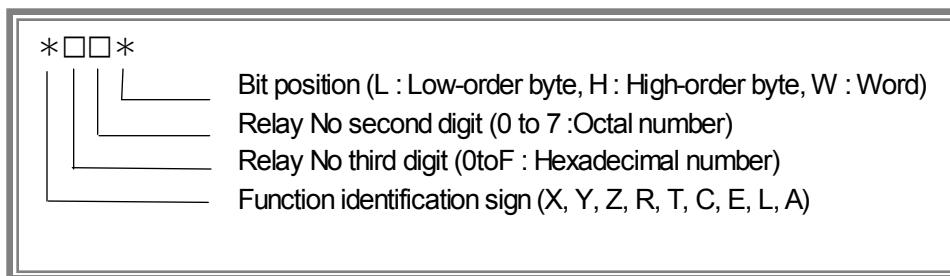 ＊□□＊
Bit position (L : Low-order byte, H : High-order byte, W : Word)
Relay No second digit (0 to 7 :Octal number)
Relay No third digit (0toF : Hexadecimal number)
Function identification sign (X, Y, Z, R, T, C, E, L, A)